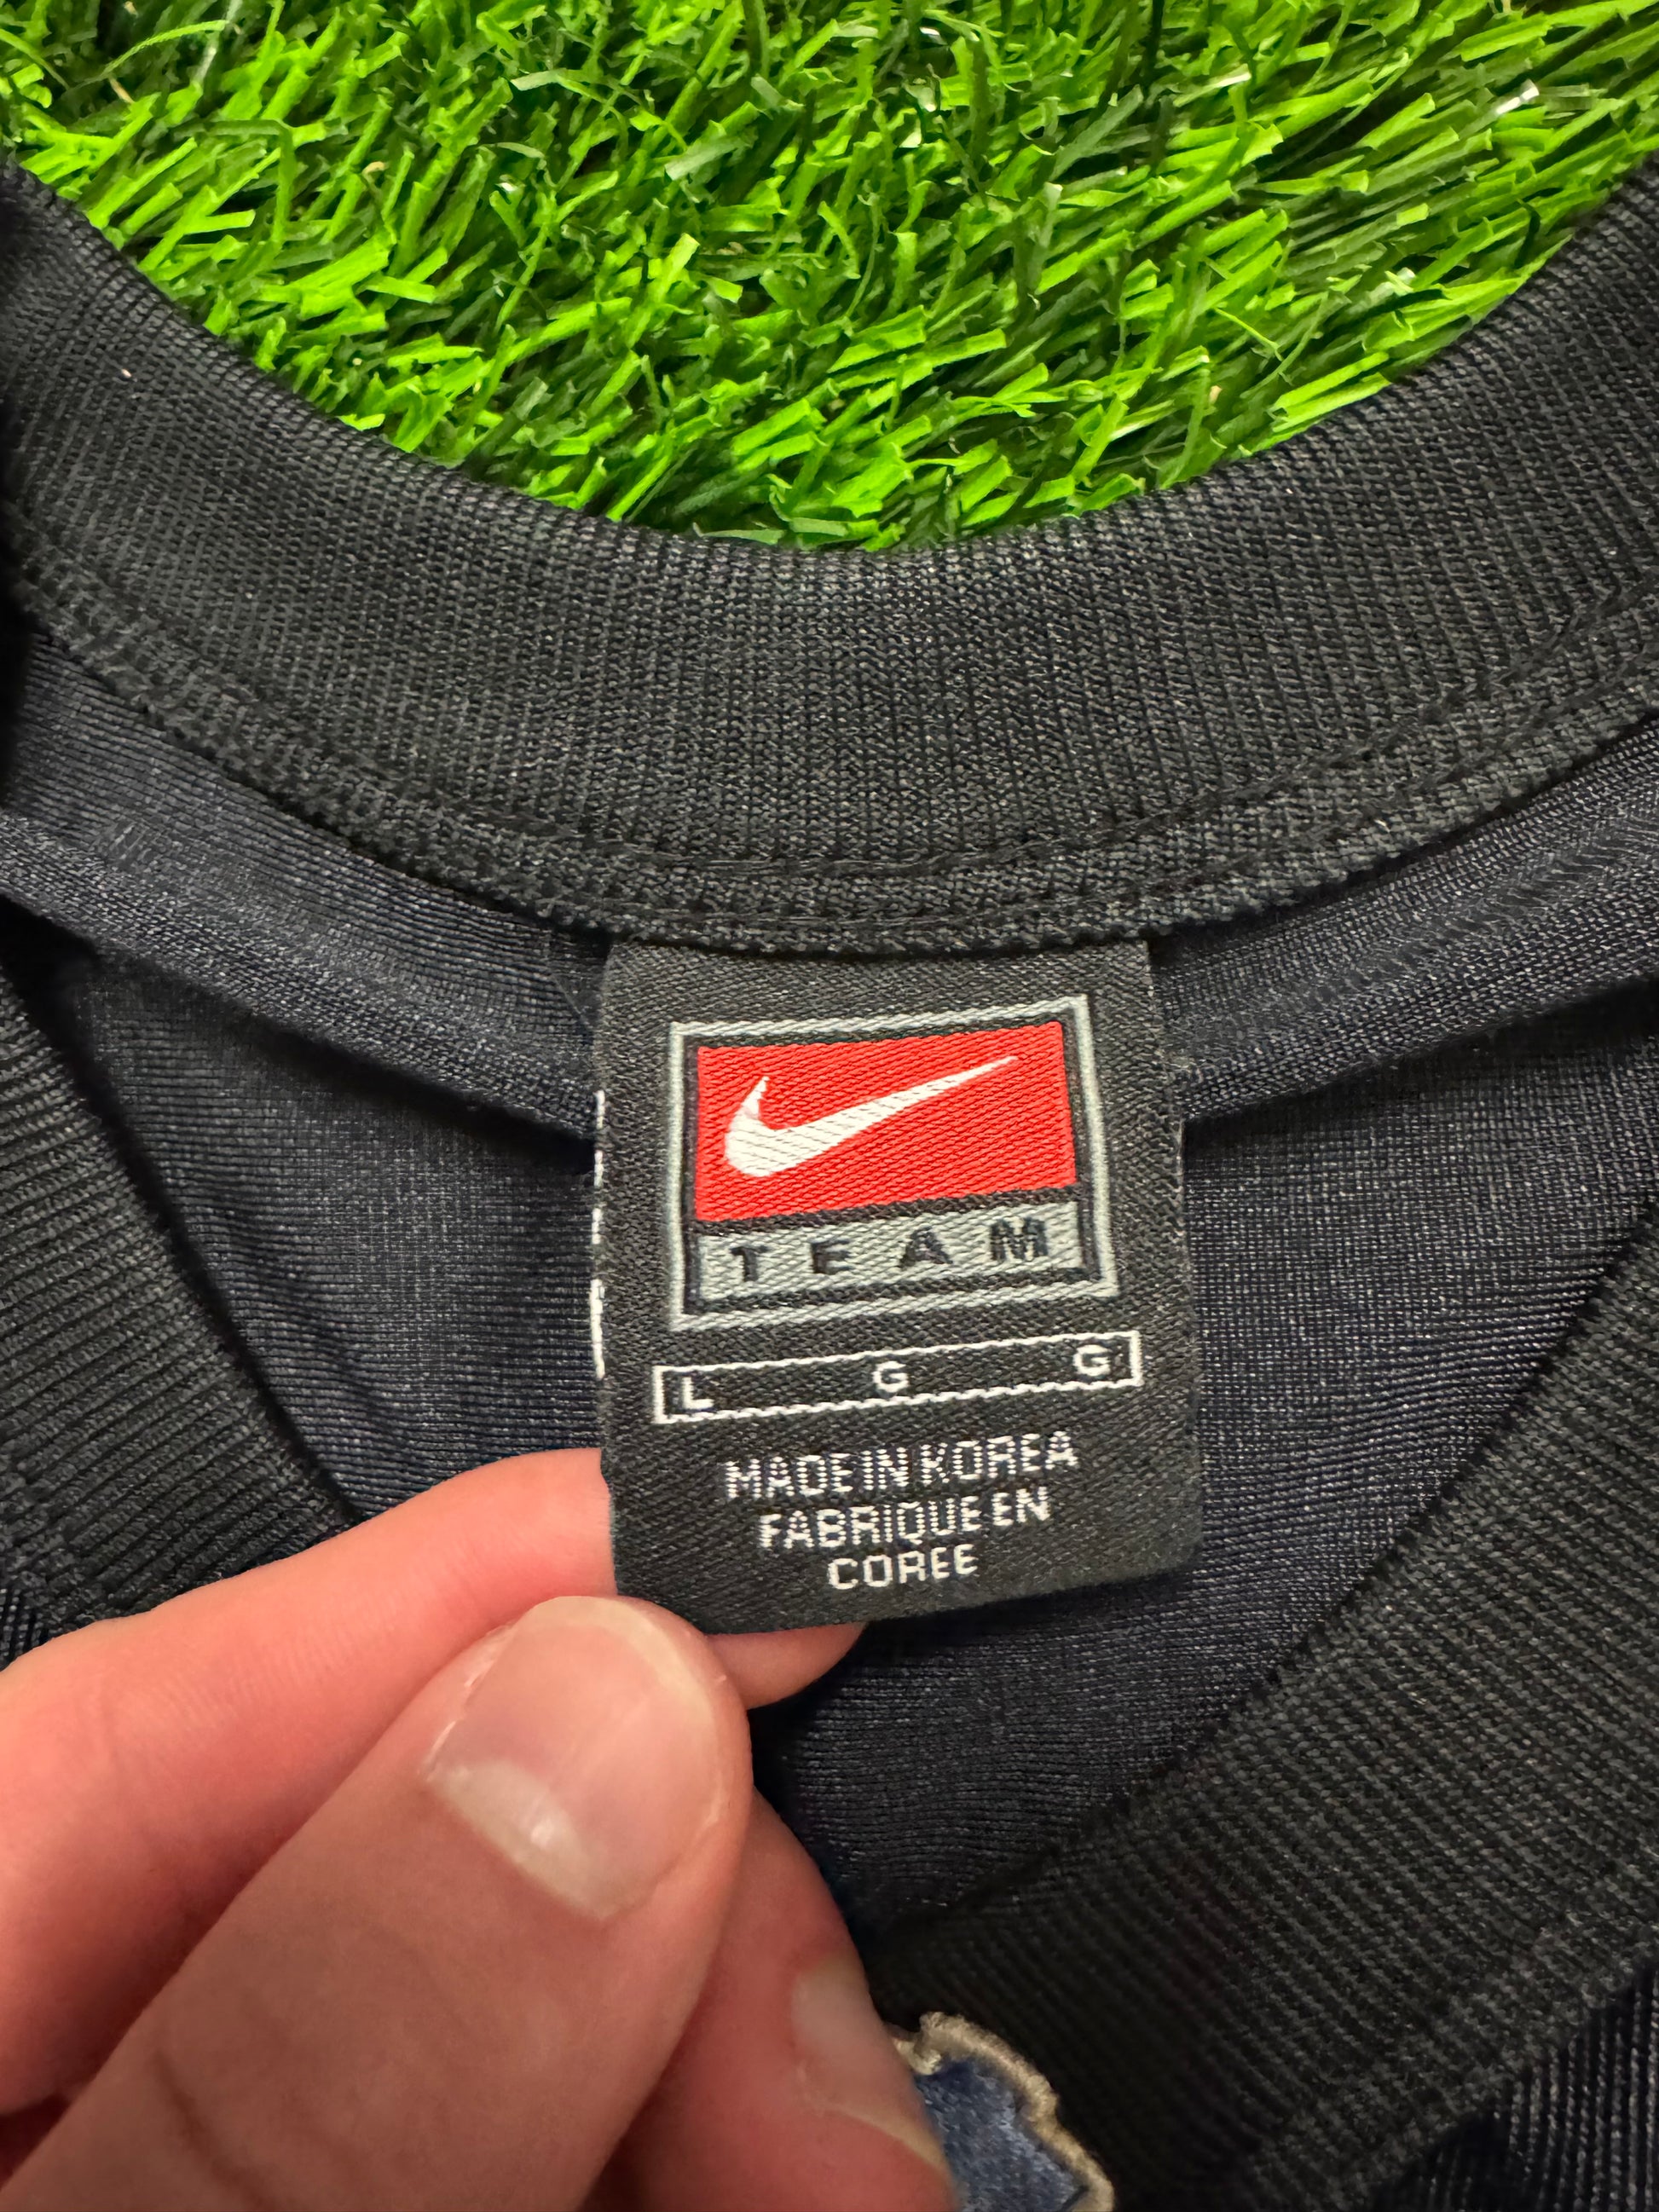 TEAM
L G G
MADE IN KOREA
FABRIQUE EN
COREE